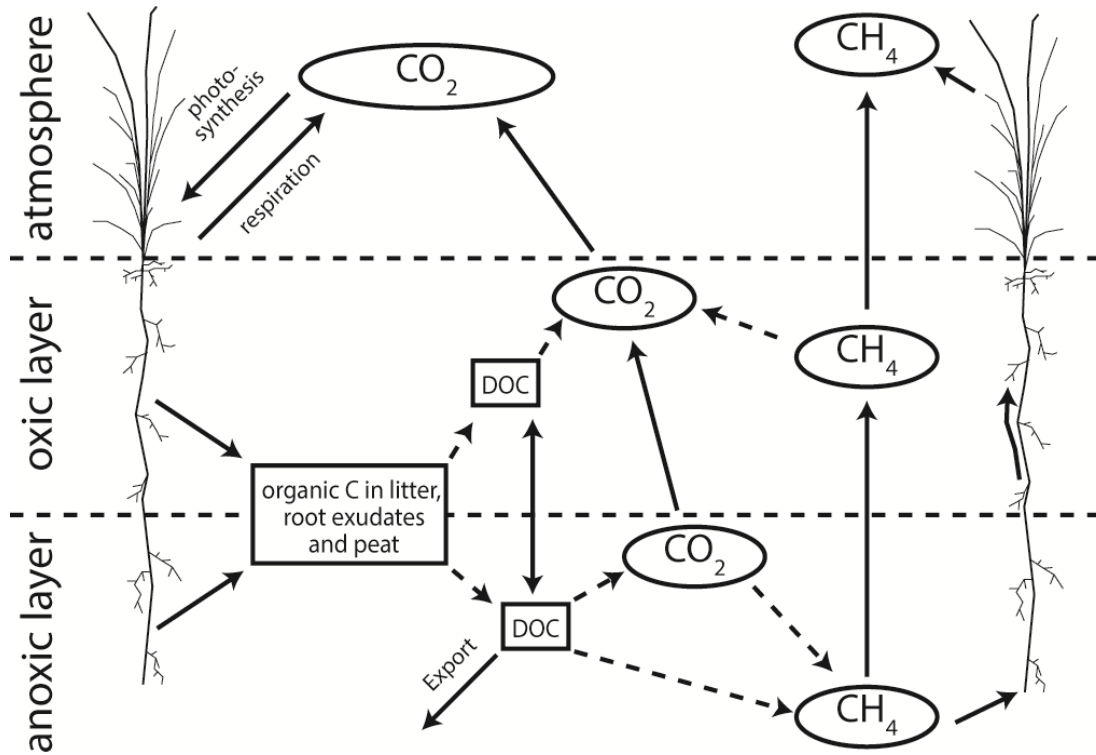 atmosphere
CO₂
CH₄
photo-
synthesis
respiration
oxic layer
CO₂
CH₄
DOC
organic C in litter,
root exudates
and peat
anoxic layer
CO₂
DOC
Export
CH₄